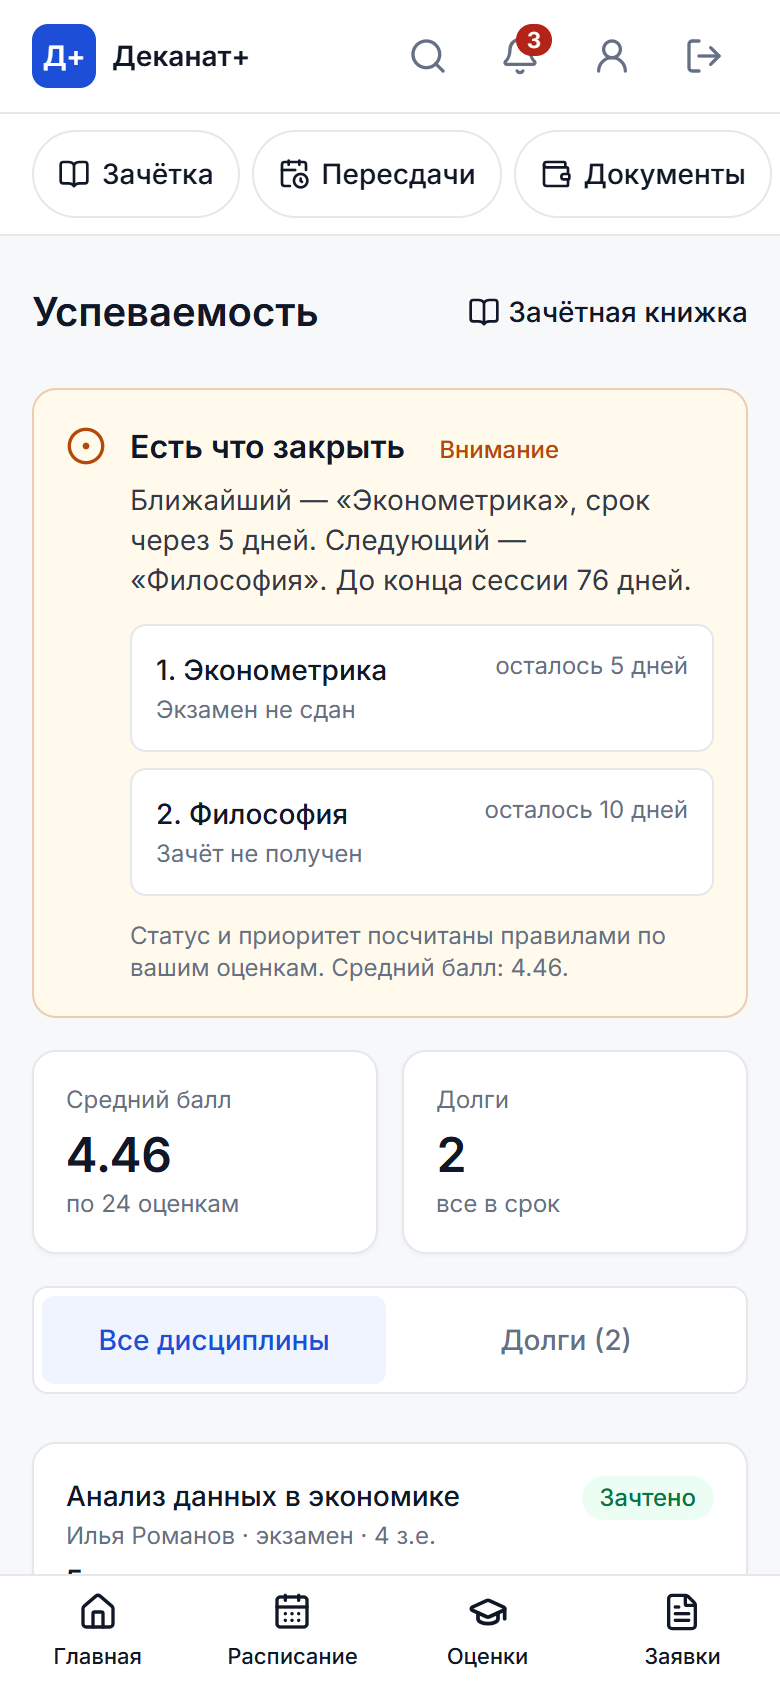 Д+ Деканат+ 3
Зачётка Пересдачи Документы
Успеваемость Зачётная книжка
Есть что закрыть Внимание
Ближайший — «Эконометрика», срок
через 5 дней. Следующий —
«Философия». До конца сессии 76 дней.
1. Эконометрика осталось 5 дней
Экзамен не сдан
2. Философия осталось 10 дней
Зачёт не получен
Статус и приоритет посчитаны правилами по
вашим оценкам. Средний балл: 4.46.
Средний балл Долги
4.46 2
по 24 оценкам все в срок
Все дисциплины Долги (2)
Анализ данных в экономике Зачтено
Илья Романов · экзамен · 4 з.е.
Главная Расписание Оценки Заявки